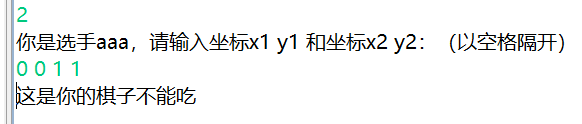 2
你是选手aaa，请输入坐标x1 y1 和坐标x2 y2：（以空格隔开）
0 0 1 1
这是你的棋子不能吃